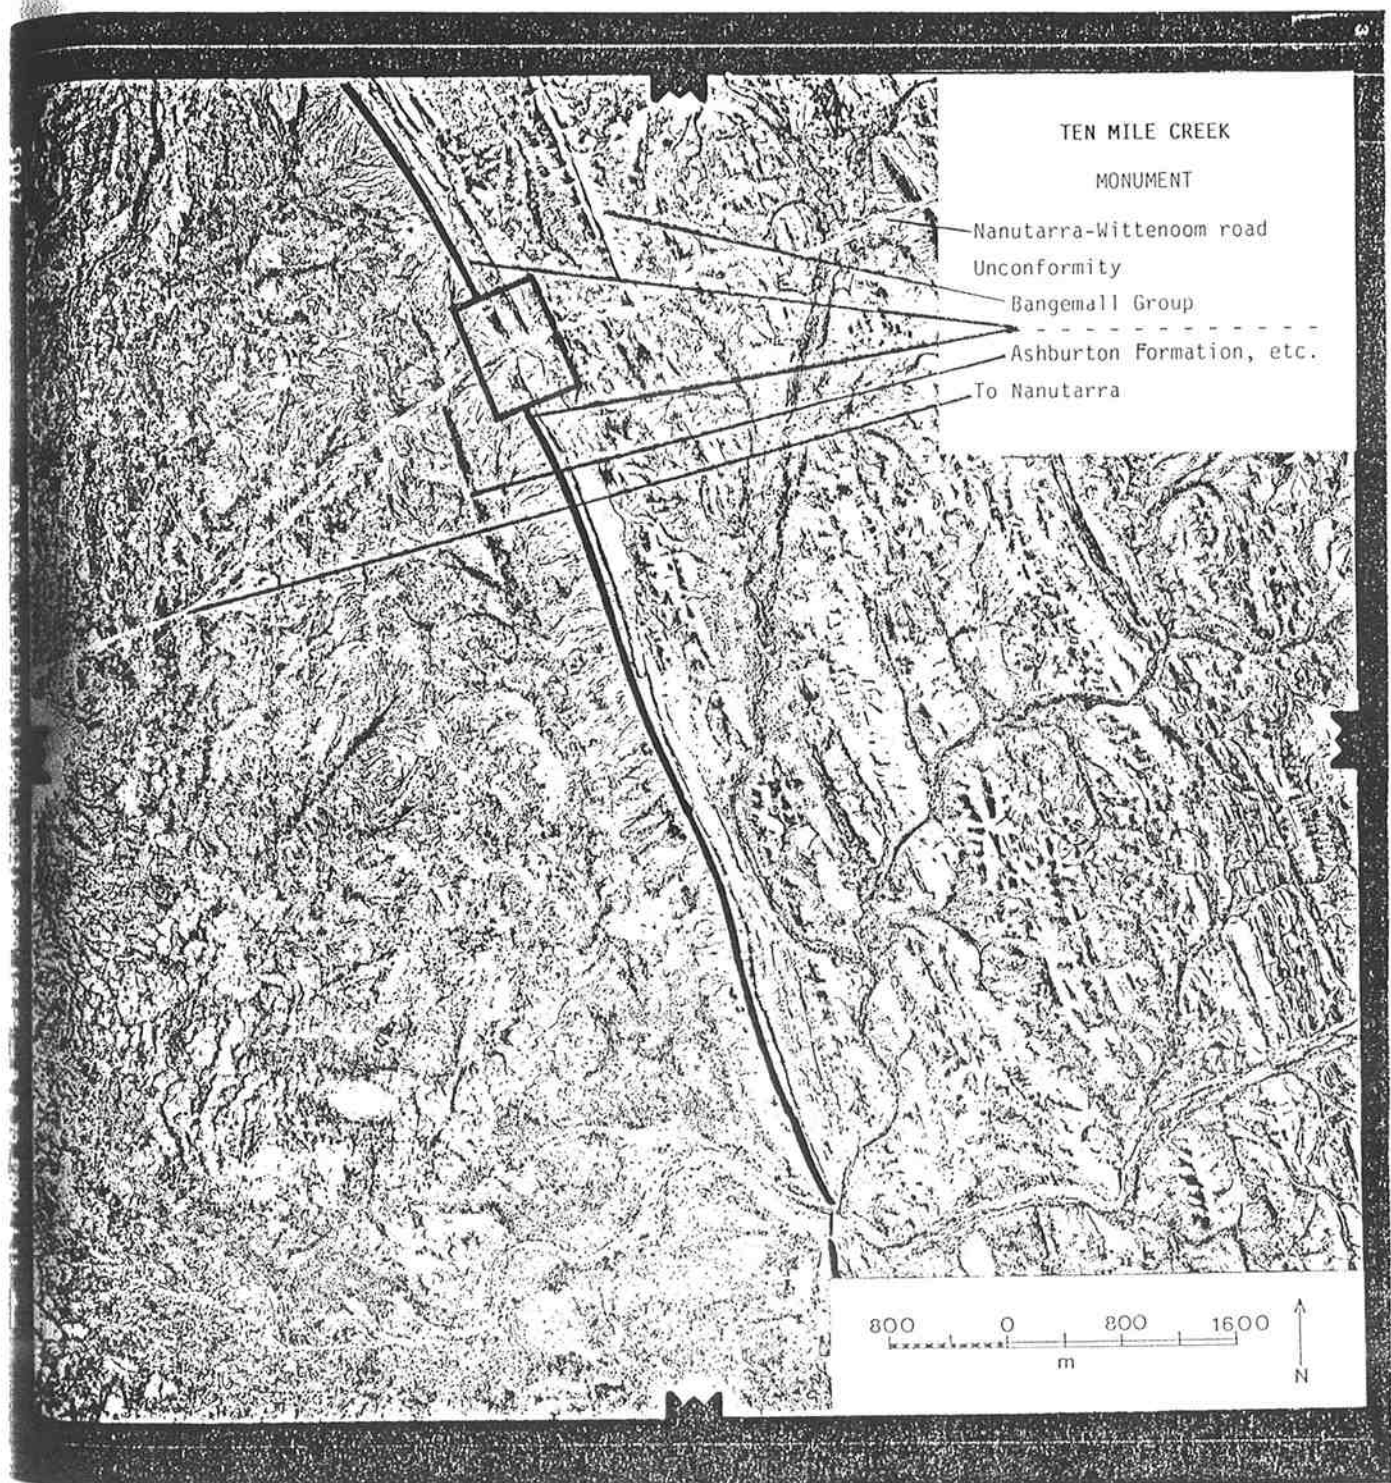 TEN MILE CREEK
MONUMENT
Nanutarra-Wittenoom road
Unconformity
Bangemall Group
Ashburton Formation, etc.
To Nanutarra
800 0 800 1600
m
N